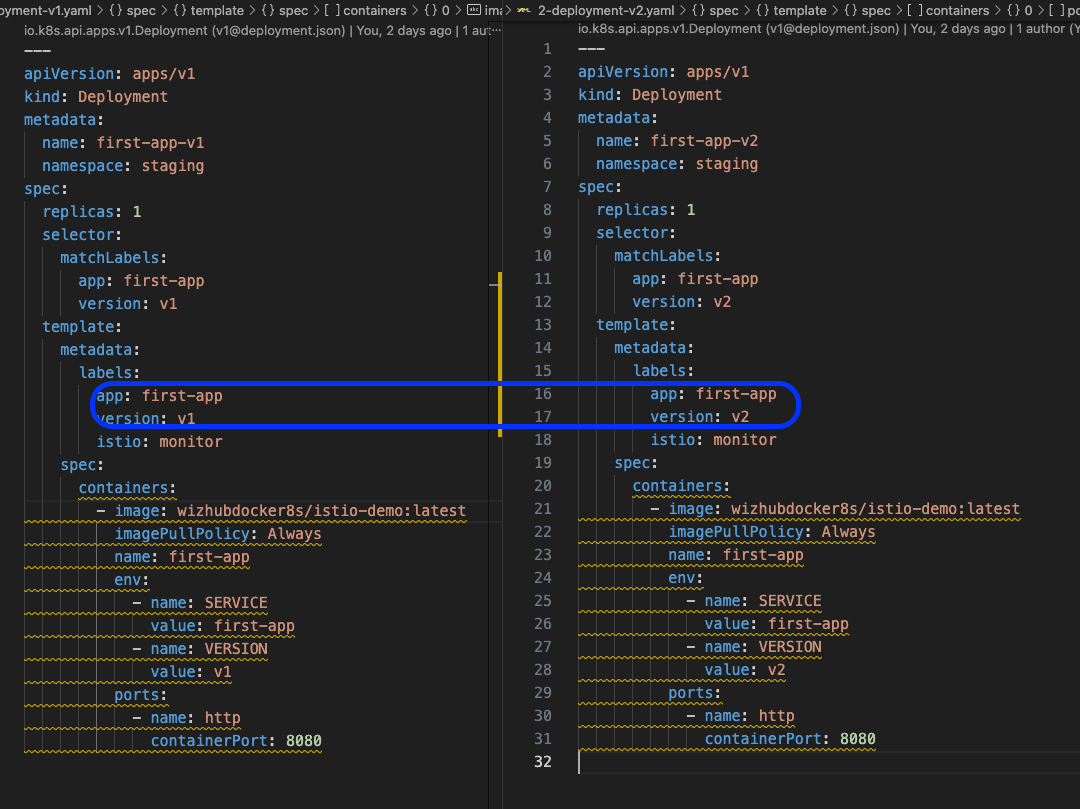 oyment-v1.yaml > {} spec > {} template > {} spec > [ ] containers > {} 0 > ima
io.k8s.api.apps.v1.Deployment (v1@deployment.json) | You, 2 days ago | 1 aut...
---
apiVersion: apps/v1
kind: Deployment
metadata:
  name: first-app-v1
  namespace: staging
spec:
  replicas: 1
  selector:
    matchLabels:
      app: first-app
      version: v1
  template:
    metadata:
      labels:
        app: first-app
        version: v1
        istio: monitor
    spec:
      containers:
        - image: wizhubdocker8s/istio-demo:latest
          imagePullPolicy: Always
          name: first-app
          env:
            - name: SERVICE
              value: first-app
            - name: VERSION
              value: v1
          ports:
            - name: http
              containerPort: 8080
2-deployment-v2.yaml > {} spec > {} template > {} spec > [ ] containers > {} 0 > [ ] po
io.k8s.api.apps.v1.Deployment (v1@deployment.json) | You, 2 days ago | 1 author (Y
1 ---
2 apiVersion: apps/v1
3 kind: Deployment
4 metadata:
5   name: first-app-v2
6   namespace: staging
7 spec:
8   replicas: 1
9   selector:
10     matchLabels:
11       app: first-app
12       version: v2
13   template:
14     metadata:
15       labels:
16         app: first-app
17         version: v2
18         istio: monitor
19     spec:
20       containers:
21         - image: wizhubdocker8s/istio-demo:latest
22           imagePullPolicy: Always
23           name: first-app
24           env:
25             - name: SERVICE
26               value: first-app
27             - name: VERSION
28               value: v2
29           ports:
30             - name: http
31               containerPort: 8080
32